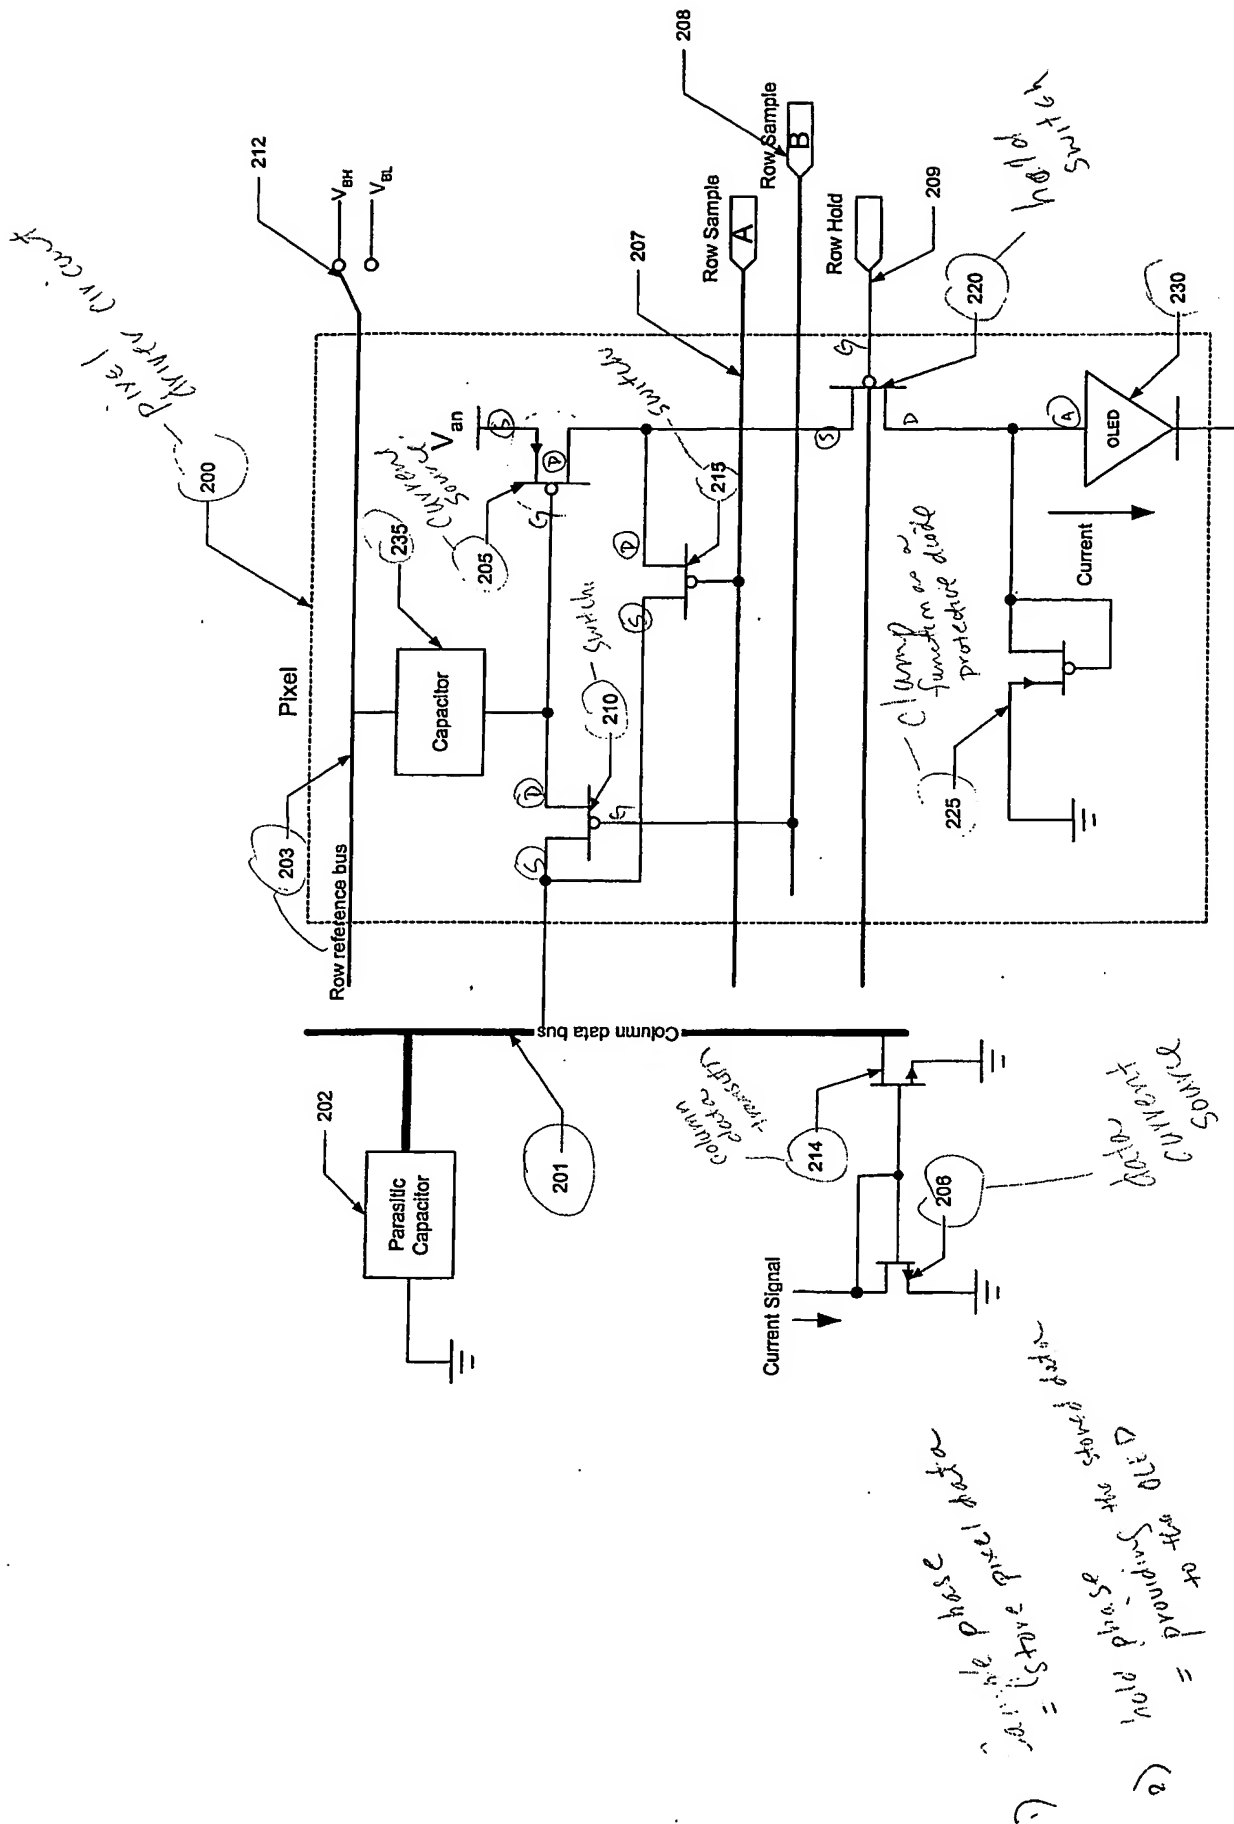 pixel
driver circuit
200
212
V_BH
V_BL
Pixel
203
Row reference bus
235
Capacitor
V_an
S
D
G
current
source
205
switch
210
S
D
G
switch
215
S
D
207
Row Sample
A
208
Row Sample
B
Row Hold
209
G
hold
switch
220
S
D
A
OLED
230
Current
clamp
function as a
protective diode
225
202
Parasitic
Capacitor
201
Column data bus
column
data
214
Current Signal
206
data
current
source
1) phase
= store pixel data
2) hold phase
= providing the stored data
to the OLED